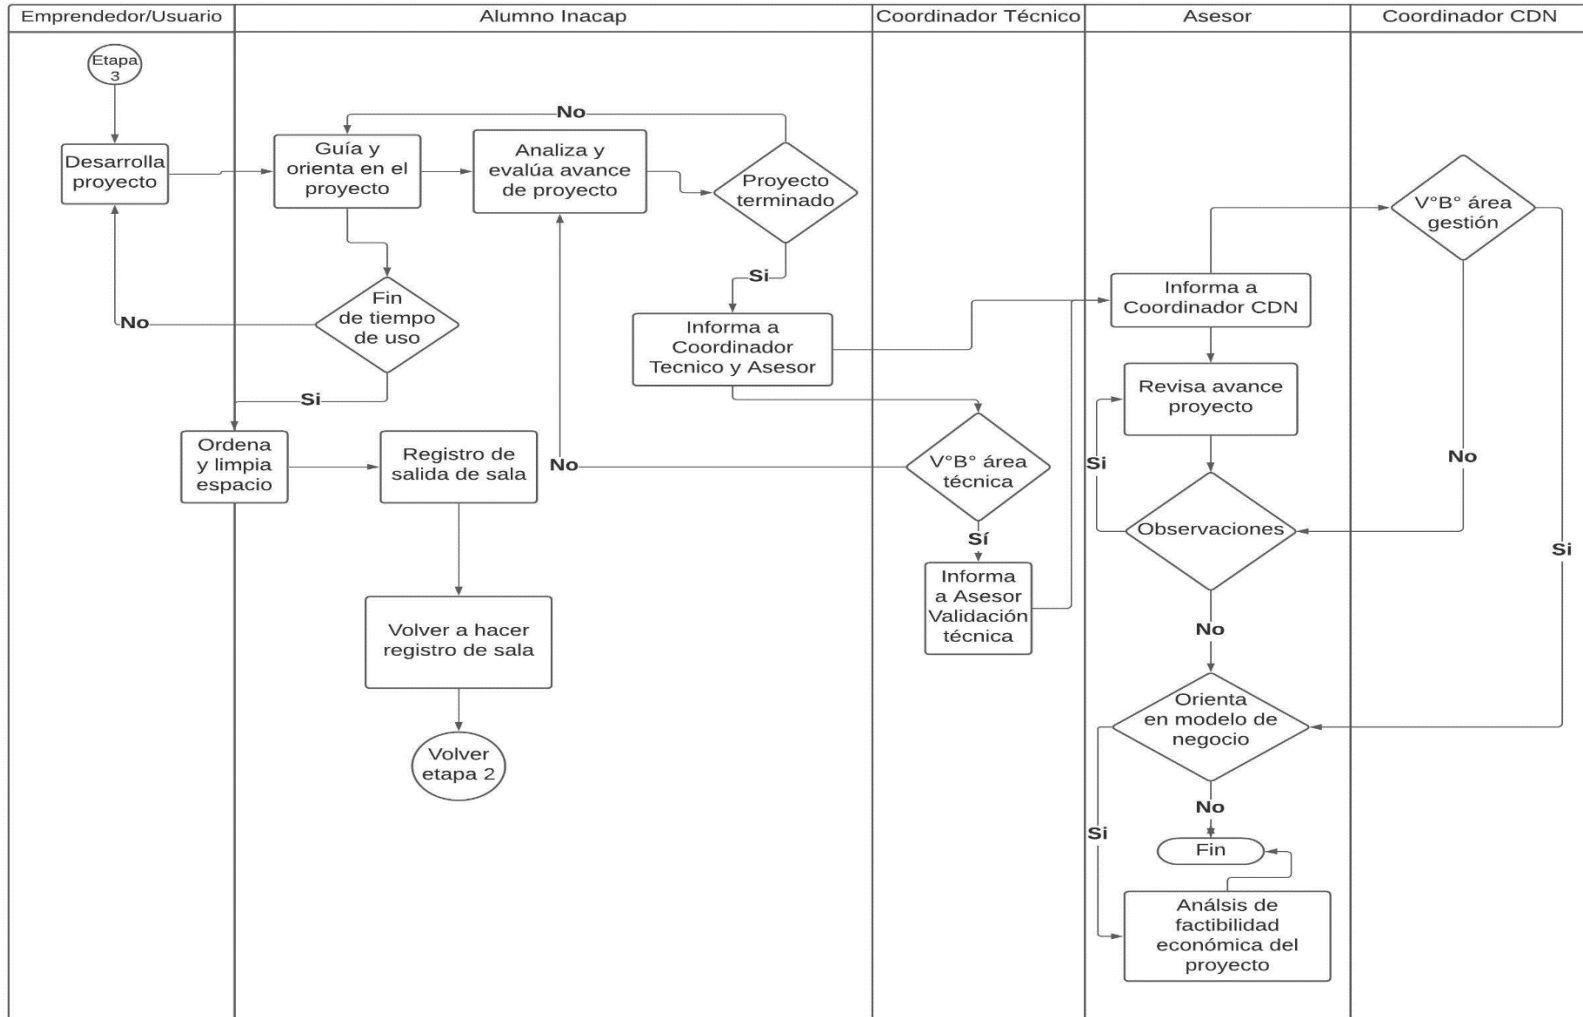 Emprendedor/Usuario
Alumno Inacap
Coordinador Técnico
Asesor
Coordinador CDN
Etapa
3
Desarrolla
proyecto
No
Guía y
orienta en el
proyecto
Analiza y
evalúa avance
de proyecto
No
Proyecto
terminado
Si
Fin
de tiempo
de uso
Si
Informa a
Coordinador
Tecnico y Asesor
Ordena
y limpia
espacio
Registro de
salida de sala
No
Volver a hacer
registro de sala
Volver
etapa 2
V°B° área
técnica
Sí
Informa
a Asesor
Validación
técnica
Informa a
Coordinador CDN
Revisa avance
proyecto
Si
Observaciones
No
Orienta
en modelo de
negocio
No
Si
Fin
Análsis de
factibilidad
económica del
proyecto
V°B° área
gestión
No
Si